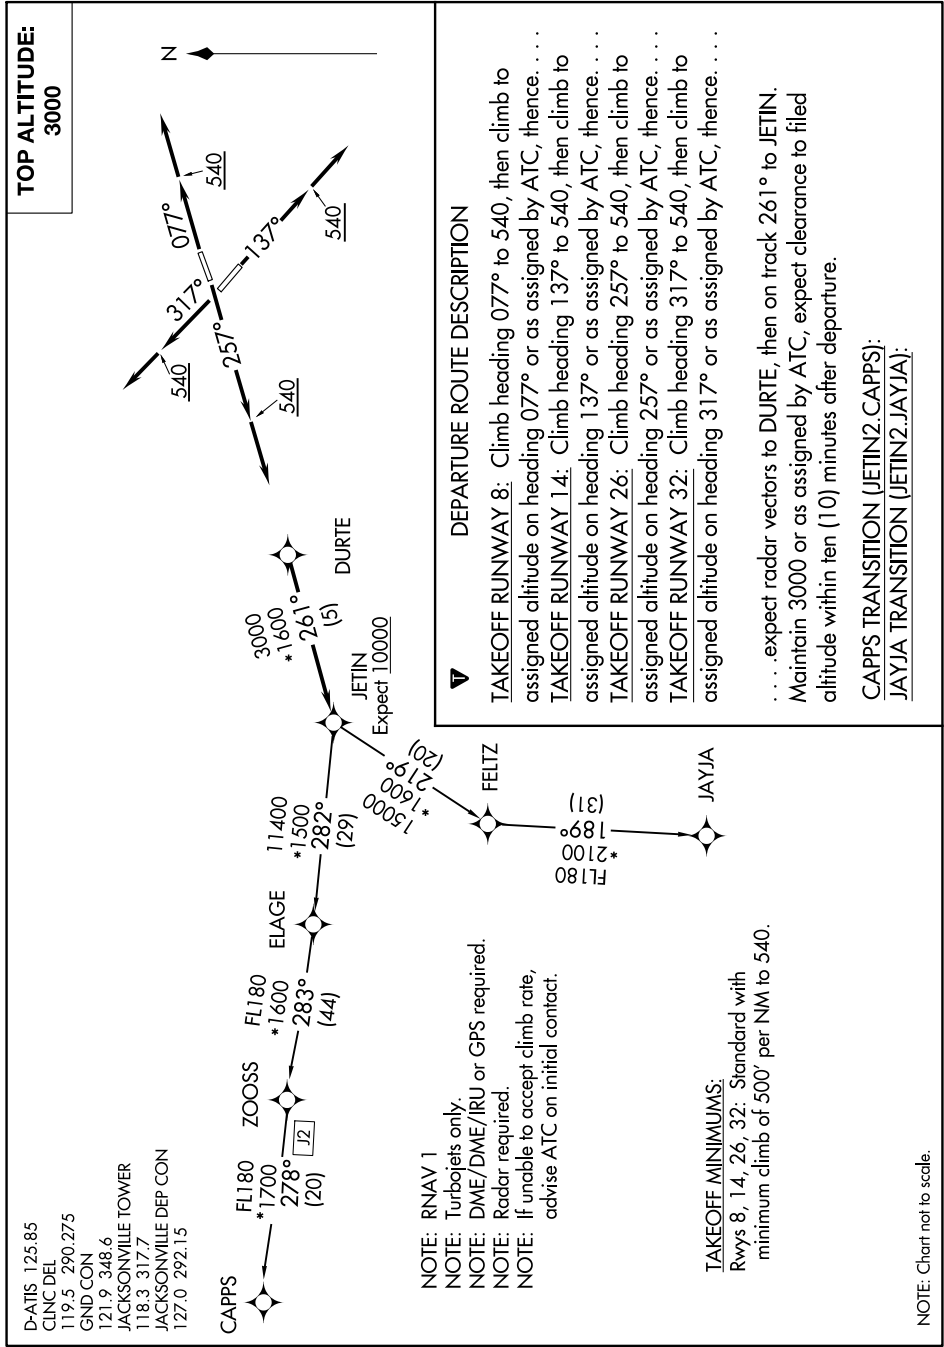 TOP ALTITUDE:
3000
D-ATIS 125.85
CLNC DEL
119.5 290.275
GND CON
121.9 348.6
JACKSONVILLE TOWER
118.3 317.7
JACKSONVILLE DEP CON
127.0 292.15
N
077°
540
137°
540
317°
540
257°
540
DURTE
3000
*1600
261°
(5)
JETIN
Expect 10000
11400
*1500
282°
(29)
ELAGE
FL180
*1600
283°
(44)
ZOOSS
FL180
*1700
278°
(20)
J2
CAPPS
15000
*1600
219°
(20)
FELTZ
FL180
*2100
189°
(31)
JAYJA
NOTE: RNAV 1
NOTE: Turbojets only.
NOTE: DME/DME/IRU or GPS required.
NOTE: Radar required.
NOTE: If unable to accept climb rate,
advise ATC on initial contact.
TAKEOFF MINIMUMS:
Rwys 8, 14, 26, 32: Standard with
minimum climb of 500' per NM to 540.
NOTE: Chart not to scale.
T
DEPARTURE ROUTE DESCRIPTION
TAKEOFF RUNWAY 8: Climb heading 077° to 540, then climb to
assigned altitude on heading 077° or as assigned by ATC, thence. . . .
TAKEOFF RUNWAY 14: Climb heading 137° to 540, then climb to
assigned altitude on heading 137° or as assigned by ATC, thence. . . .
TAKEOFF RUNWAY 26: Climb heading 257° to 540, then climb to
assigned altitude on heading 257° or as assigned by ATC, thence. . . .
TAKEOFF RUNWAY 32: Climb heading 317° to 540, then climb to
assigned altitude on heading 317° or as assigned by ATC, thence. . . .
. . . .expect radar vectors to DURTE, then on track 261° to JETIN.
Maintain 3000 or as assigned by ATC, expect clearance to filed
altitude within ten (10) minutes after departure.
CAPPS TRANSITION (JETIN2.CAPPS):
JAYJA TRANSITION (JETIN2.JAYJA):